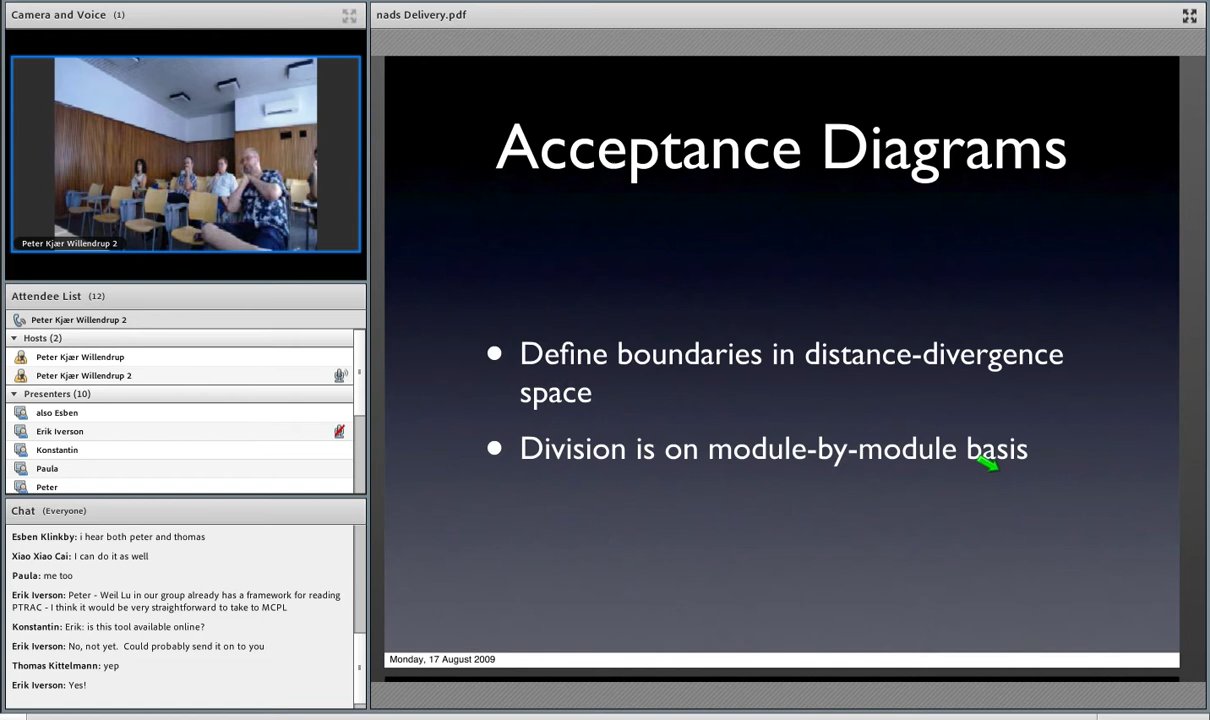 Camera and Voice (1)
Peter Kjær Willendrup 2
Attendee List (12)
Peter Kjær Willendrup 2
Hosts (2)
Peter Kjær Willendrup
Peter Kjær Willendrup 2
Presenters (10)
also Esben
Erik Iverson
Konstantin
Paula
Peter
Chat (Everyone)
Esben Klinkby: i hear both peter and thomas
Xiao Xiao Cai: I can do it as well
Paula: me too
Erik Iverson: Peter - Weil Lu in our group already has a framework for reading
PTRAC - I think it would be very straightforward to take to MCPL
Konstantin: Erik: is this tool available online?
Erik Iverson: No, not yet. Could probably send it on to you
Thomas Kittelmann: yep
Erik Iverson: Yes!
nads Delivery.pdf
Acceptance Diagrams
• Define boundaries in distance-divergence
space
• Division is on module-by-module basis
Monday, 17 August 2009